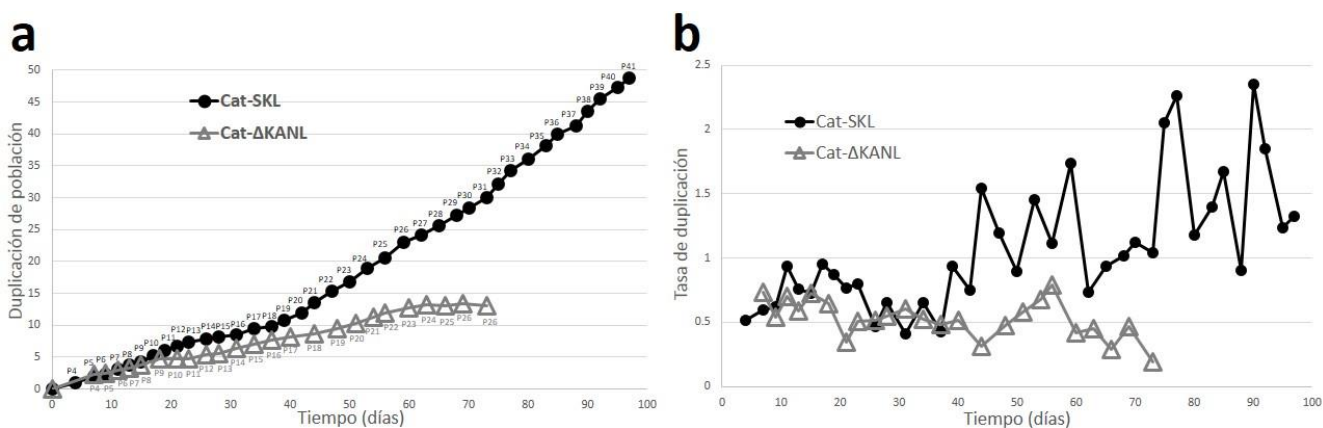 a
Duplicación de población
50
45
40
35
30
25
20
15
10
5
0
Cat-SKL
Cat-ΔKANL
P4
P5
P6
P7
P8
P9
P10
P11
P12
P13
P14
P15
P16
P17
P18
P19
P20
P21
P22
P23
P24
P25
P26
P27
P28
P29
P30
P31
P32
P33
P34
P35
P36
P37
P38
P39
P40
P41
P4
P5
P6
P7
P8
P9
P10
P11
P12
P13
P14
P15
P16
P17
P18
P19
P20
P21
P22
P23
P24
P25
P26
P26
0 10 20 30 40 50 60 70 80 90 100
Tiempo (días)
b
Tasa de duplicación
2.5
2
1.5
1
0.5
0
Cat-SKL
Cat-ΔKANL
0 10 20 30 40 50 60 70 80 90 100
Tiempo (días)